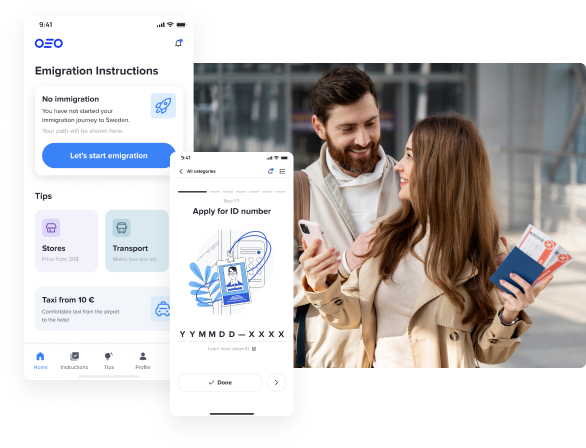 9:41
OEO
Emigration Instructions
No immigration
You have not started your
immigration journey to Sweden.
Your path will be shown here.
Let's start emigration
Tips
Stores
Price from 20$
Transport
Metro, bus and etc
Taxi from 10 €
Comfortable taxi from the airport
to the hotel
Home
Instructions
Tips
Profile
9:41
All categories
Step 1/7
Apply for ID number
Y Y M M D D – X X X X
Learn more about it?
Done